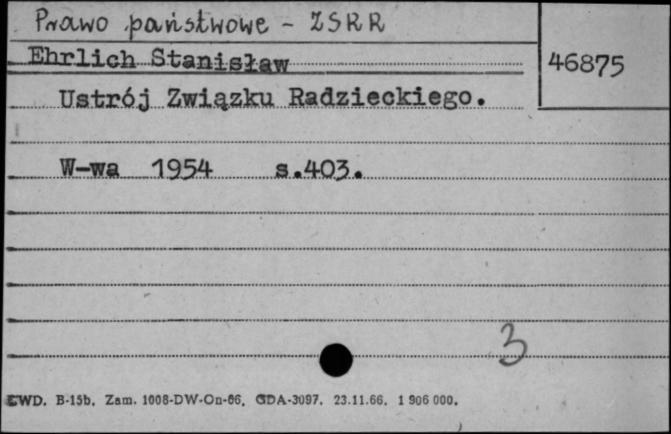 Prawo państwowe - ZSRR
Ehrlich Stanisław
46875
Ustrój Związku Radzieckiego.
W-wa 1954 s.403.
3
CWD. B-15b. Zam. 1008-DW-On-66. GDA-3097. 23.11.66. 1 906 000.